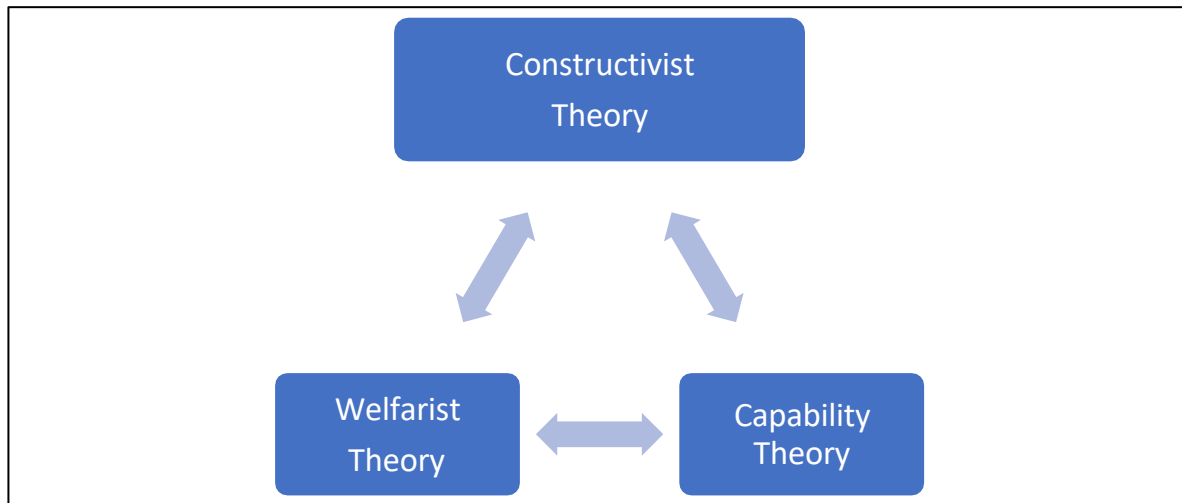 Constructivist
Theory
Welfarist
Theory
Capability
Theory